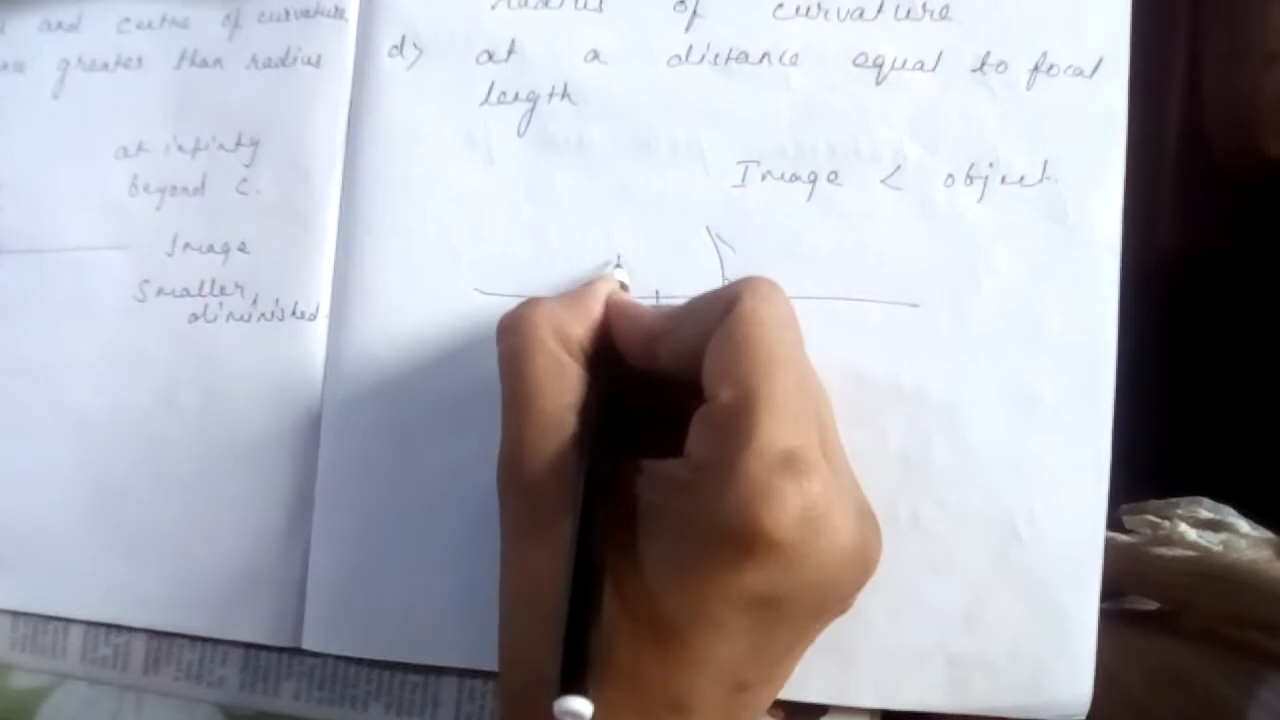 and centre of curvature
greater than radius
at infinity
beyond C.
Image
Smaller,
diminished.
radius of curvature
d) at a distance equal to focal
length
Image < object.